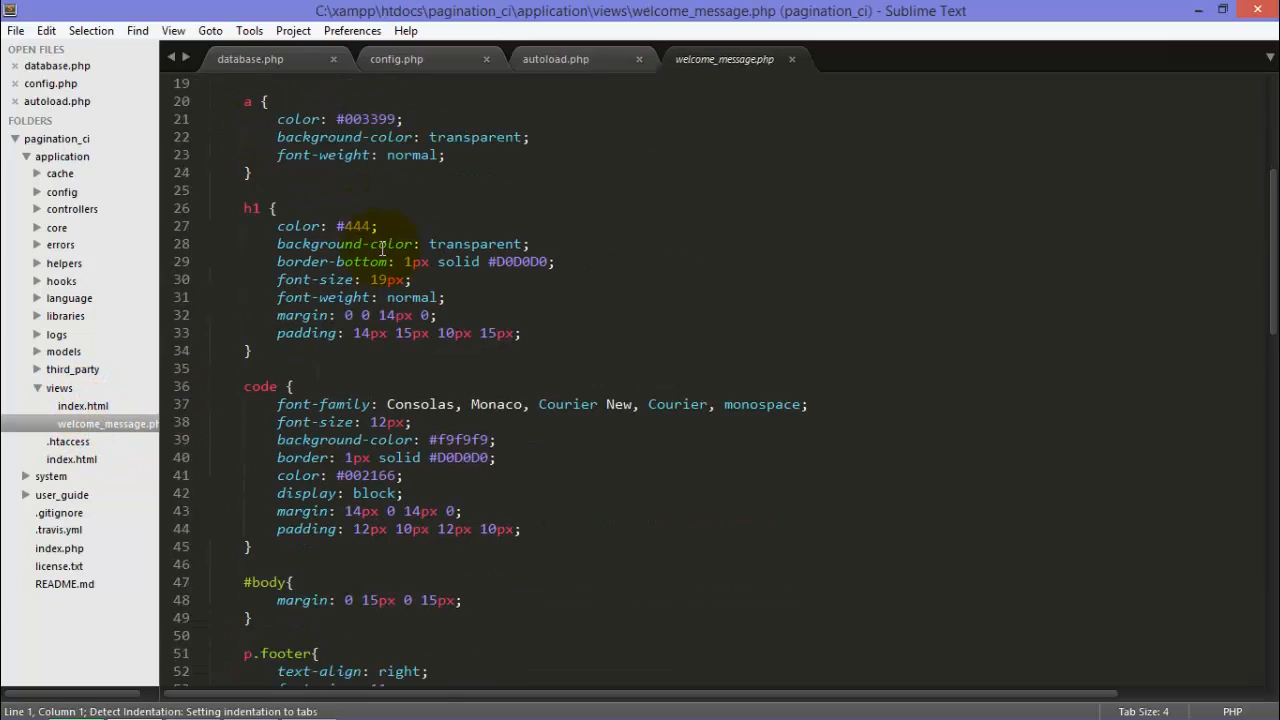 C:\xampp\htdocs\pagination_ci\application\views\welcome_message.php (pagination_ci) - Sublime Text
File Edit Selection Find View Goto Tools Project Preferences Help
OPEN FILES
database.php
config.php
autoload.php
FOLDERS
pagination_ci
application
cache
config
controllers
core
errors
helpers
hooks
language
libraries
logs
models
third_party
views
index.html
welcome_message.ph
.htaccess
index.html
system
user_guide
.gitignore
.travis.yml
index.php
license.txt
README.md
database.php config.php autoload.php welcome_message.php
19
20 a {
21 color: #003399;
22 background-color: transparent;
23 font-weight: normal;
24 }
25
26 h1 {
27 color: #444;
28 background-color: transparent;
29 border-bottom: 1px solid #D0D0D0;
30 font-size: 19px;
31 font-weight: normal;
32 margin: 0 0 14px 0;
33 padding: 14px 15px 10px 15px;
34 }
35
36 code {
37 font-family: Consolas, Monaco, Courier New, Courier, monospace;
38 font-size: 12px;
39 background-color: #f9f9f9;
40 border: 1px solid #D0D0D0;
41 color: #002166;
42 display: block;
43 margin: 14px 0 14px 0;
44 padding: 12px 10px 12px 10px;
45 }
46
47 #body{
48 margin: 0 15px 0 15px;
49 }
50
51 p.footer{
52 text-align: right;
Line 1, Column 1; Detect Indentation: Setting indentation to tabs
Tab Size: 4 PHP